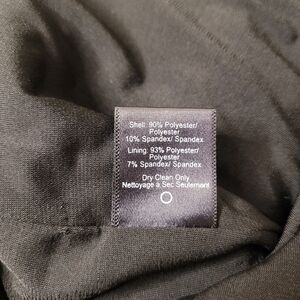 Shell: 90% Polyester/
Polyester
10% Spandex/ Spandex
Lining: 93% Polyester/
Polyester
7% Spandex/ Spandex
Dry Clean Only
Nettoyage a Sec Seulement